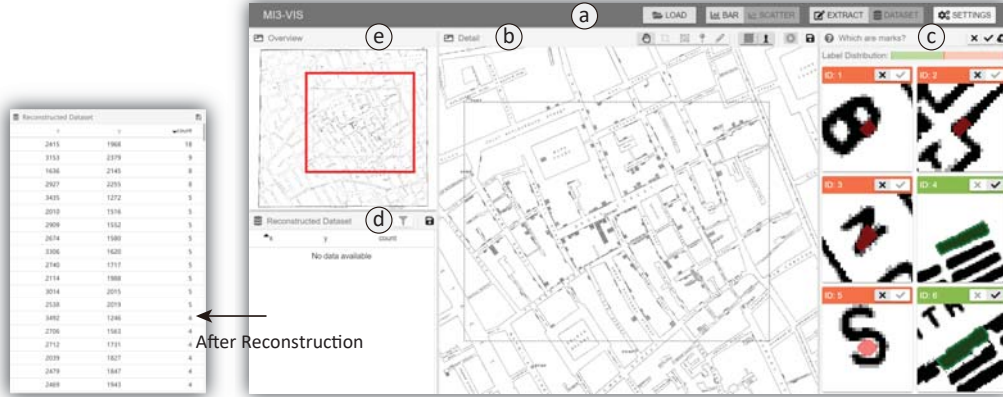 MI3-VIS
a
LOAD
BAR
SCATTER
EXTRACT
DATASET
SETTINGS
Overview
e
Detail
b
Which are marks?
c
Label Distribution:
ID: 1
ID: 2
ID: 3
ID: 4
ID: 5
ID: 6
Reconstructed Dataset
d
x y count
No data available
After Reconstruction
Reconstructed Dataset
x y count
2415 1968 18
3153 2379 9
1636 2145 8
2927 2255 8
3435 1272 5
2010 1516 5
2909 1552 5
2674 1580 5
3306 1620 5
2740 1717 5
2114 1988 5
3014 2015 5
2538 2019 5
3492 1246 4
2706 1563 4
2712 1731 4
2039 1827 4
2479 1847 4
2469 1943 4